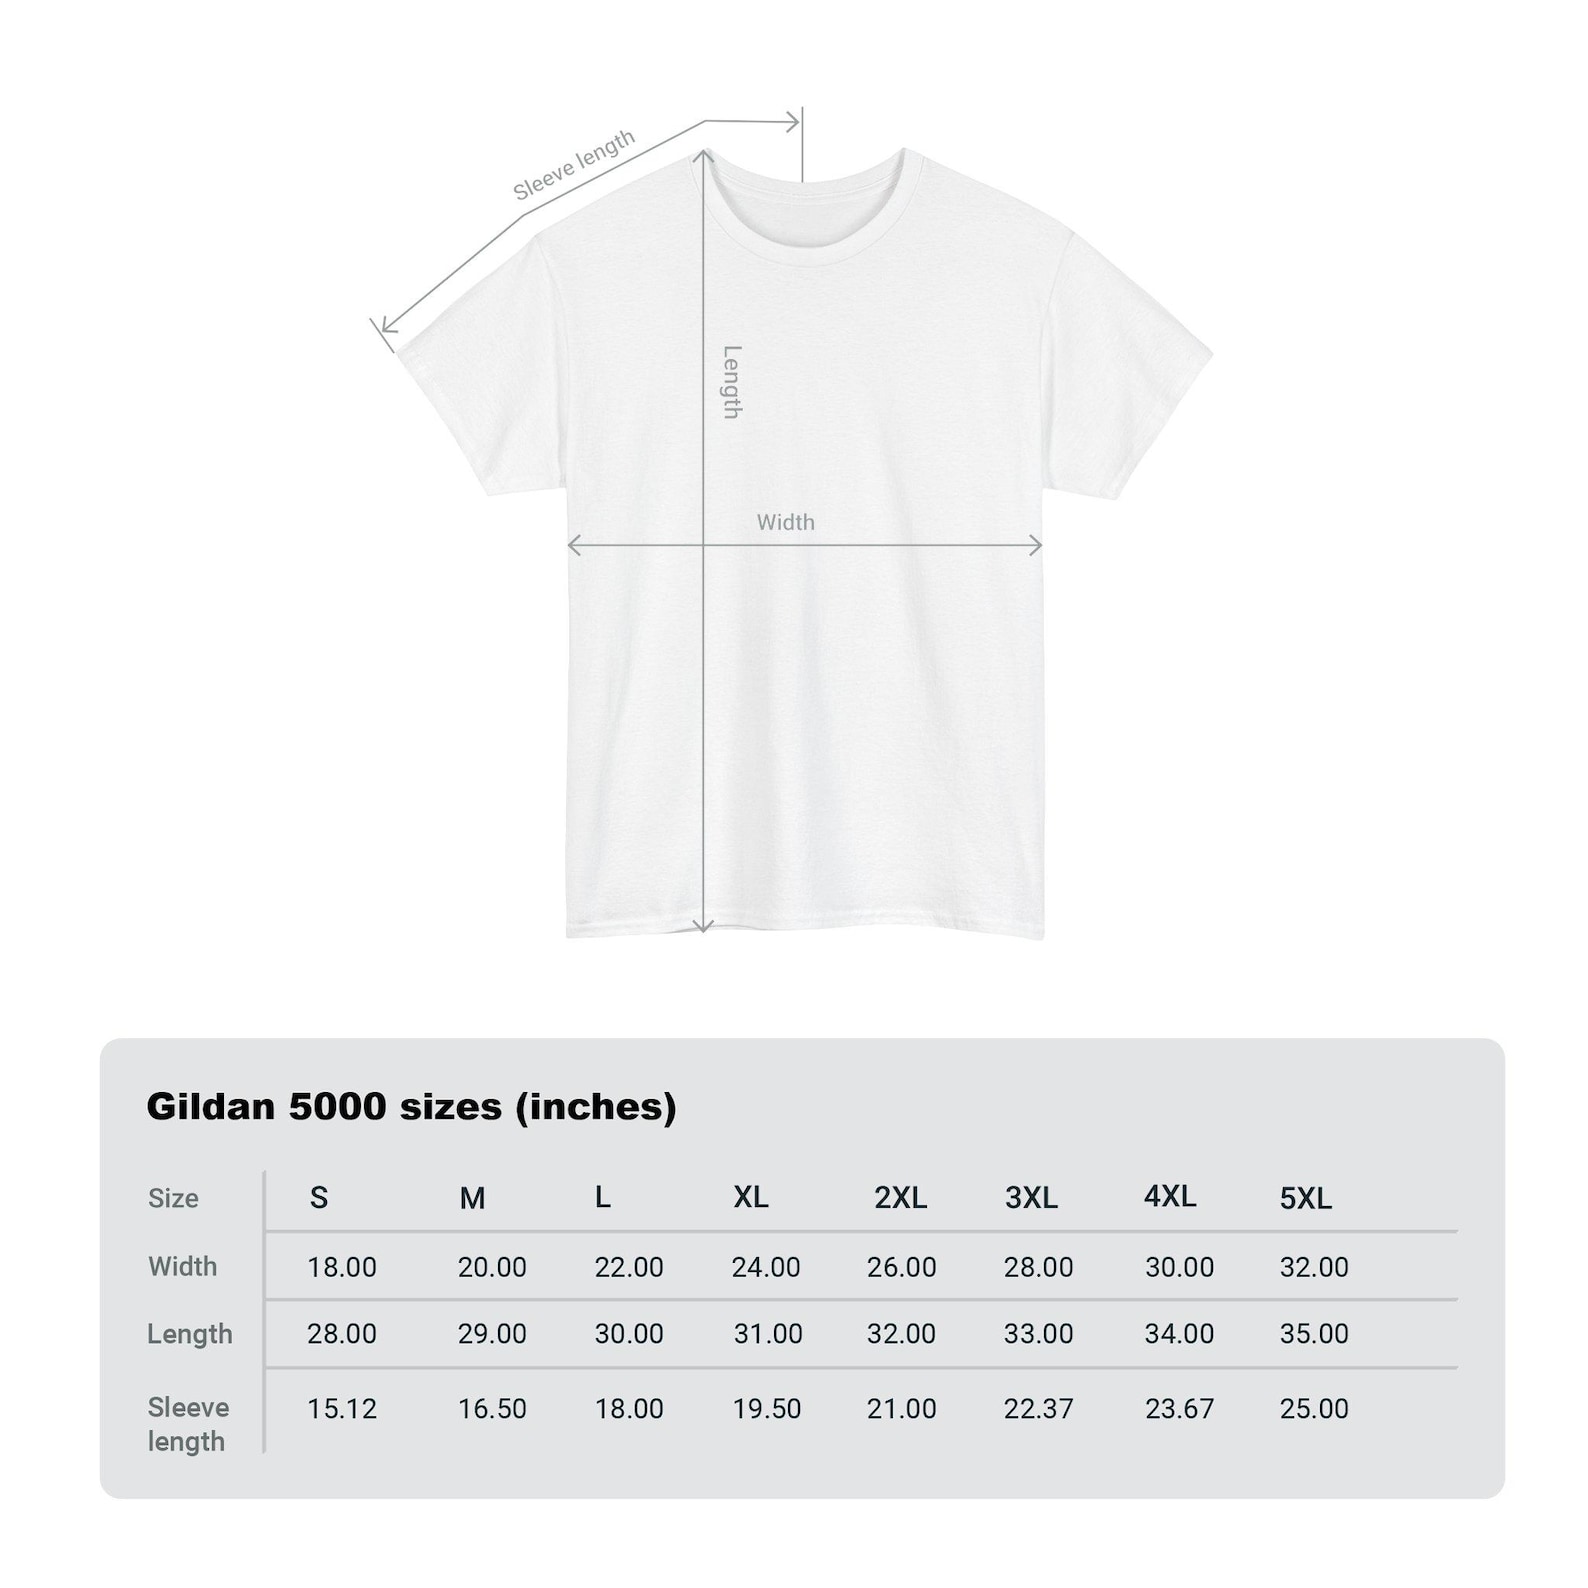 Sleeve length
Length
Width
Gildan 5000 sizes (inches)
Size S M L XL 2XL 3XL 4XL 5XL
Width 18.00 20.00 22.00 24.00 26.00 28.00 30.00 32.00
Length 28.00 29.00 30.00 31.00 32.00 33.00 34.00 35.00
Sleeve length 15.12 16.50 18.00 19.50 21.00 22.37 23.67 25.00